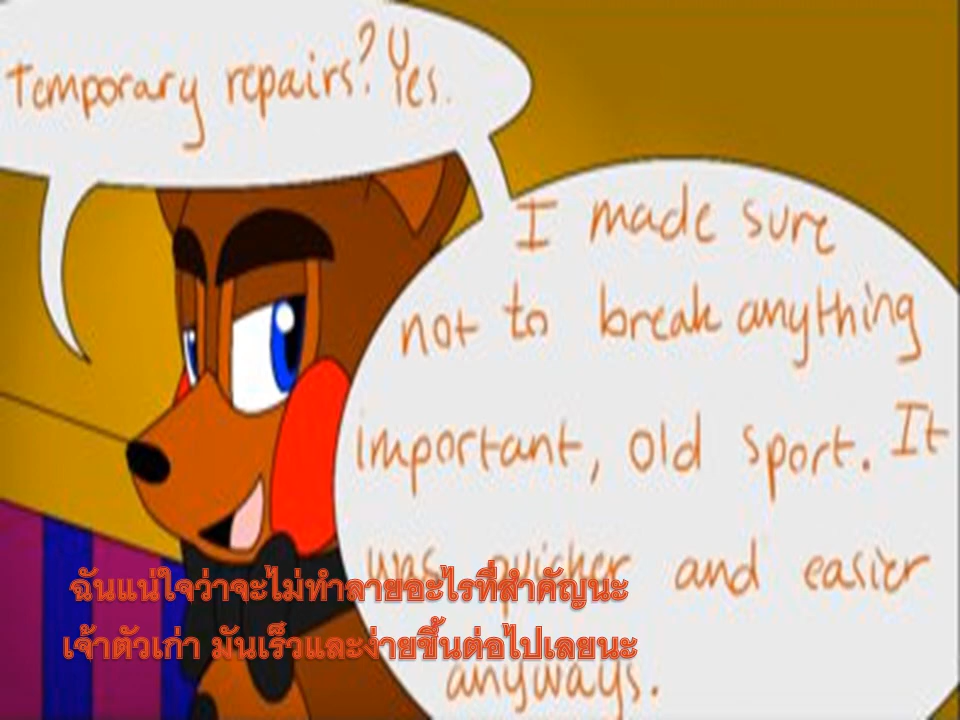 Temporary repairs? Yes.
I made sure
not to break anything
important, old sport. It
was quicker and easier
anyways.
ฉันแน่ใจว่าจะไม่ทำลายอะไรที่สำคัญนะ
เจ้าตัวเก่า มันเร็วและง่ายขึ้นต่อไปเลยนะ